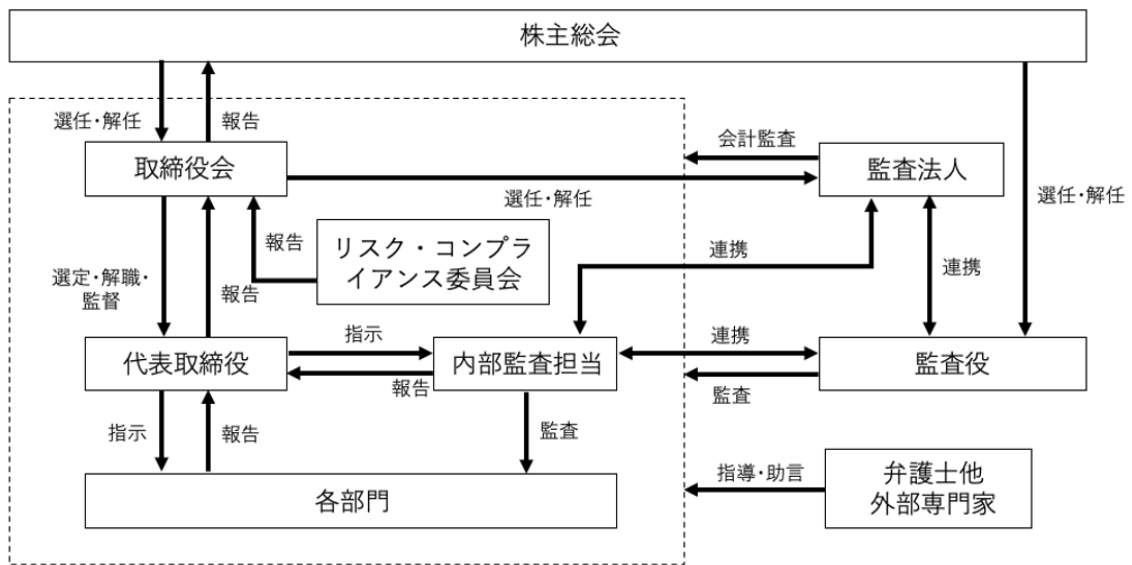 株主総会
選任・解任
報告
取締役会
会計監査
監査法人
選任・解任
選任・解任
報告
リスク・コンプラ
イアンス委員会
連携
連携
選定・解職・
監督
報告
代表取締役
指示
報告
内部監査担当
連携
監査
監査役
指示
報告
監査
各部門
指導・助言
弁護士他
外部専門家